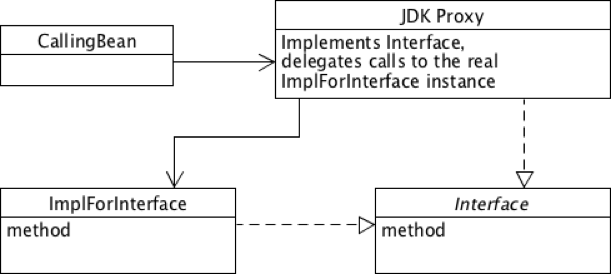 JDK Proxy
CallingBean
Implements Interface,
delegates calls to the real
ImplForInterface instance
ImplForInterface
method
Interface
method